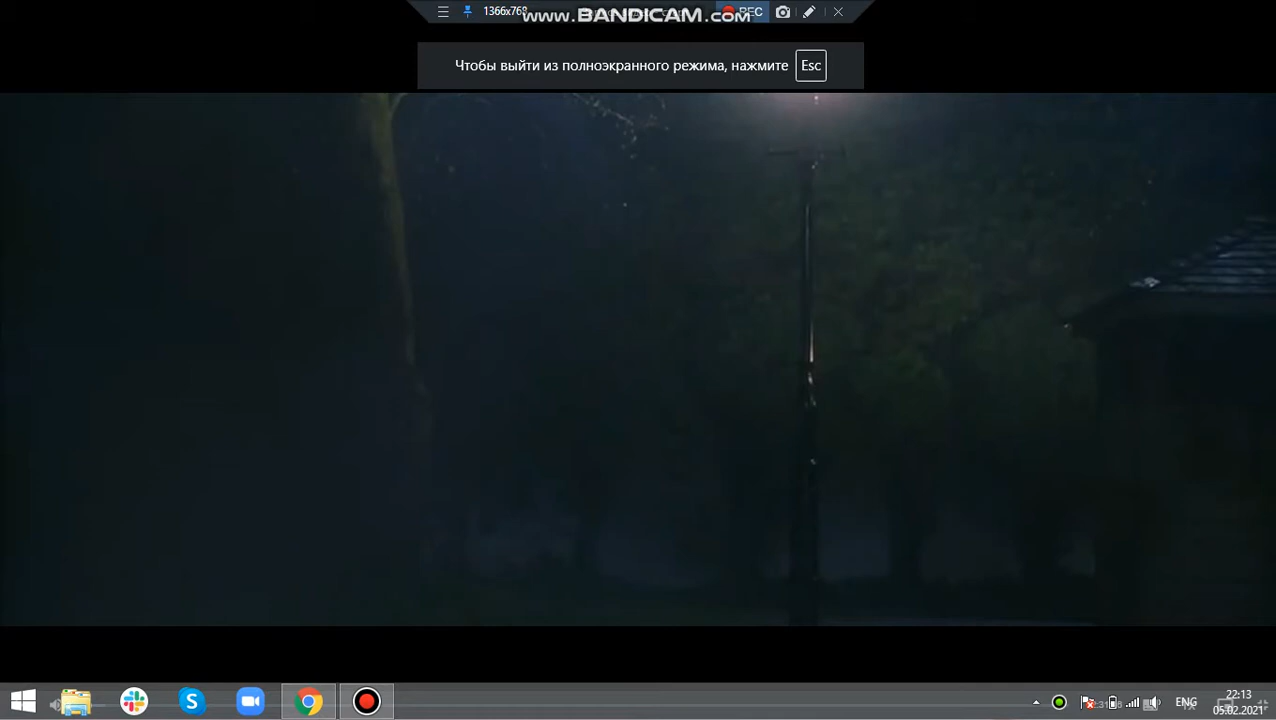 1366x768
www.BANDICAM.com
REC
Чтобы выйти из полноэкранного режима, нажмите Esc
ENG
22:13
05.02.2021